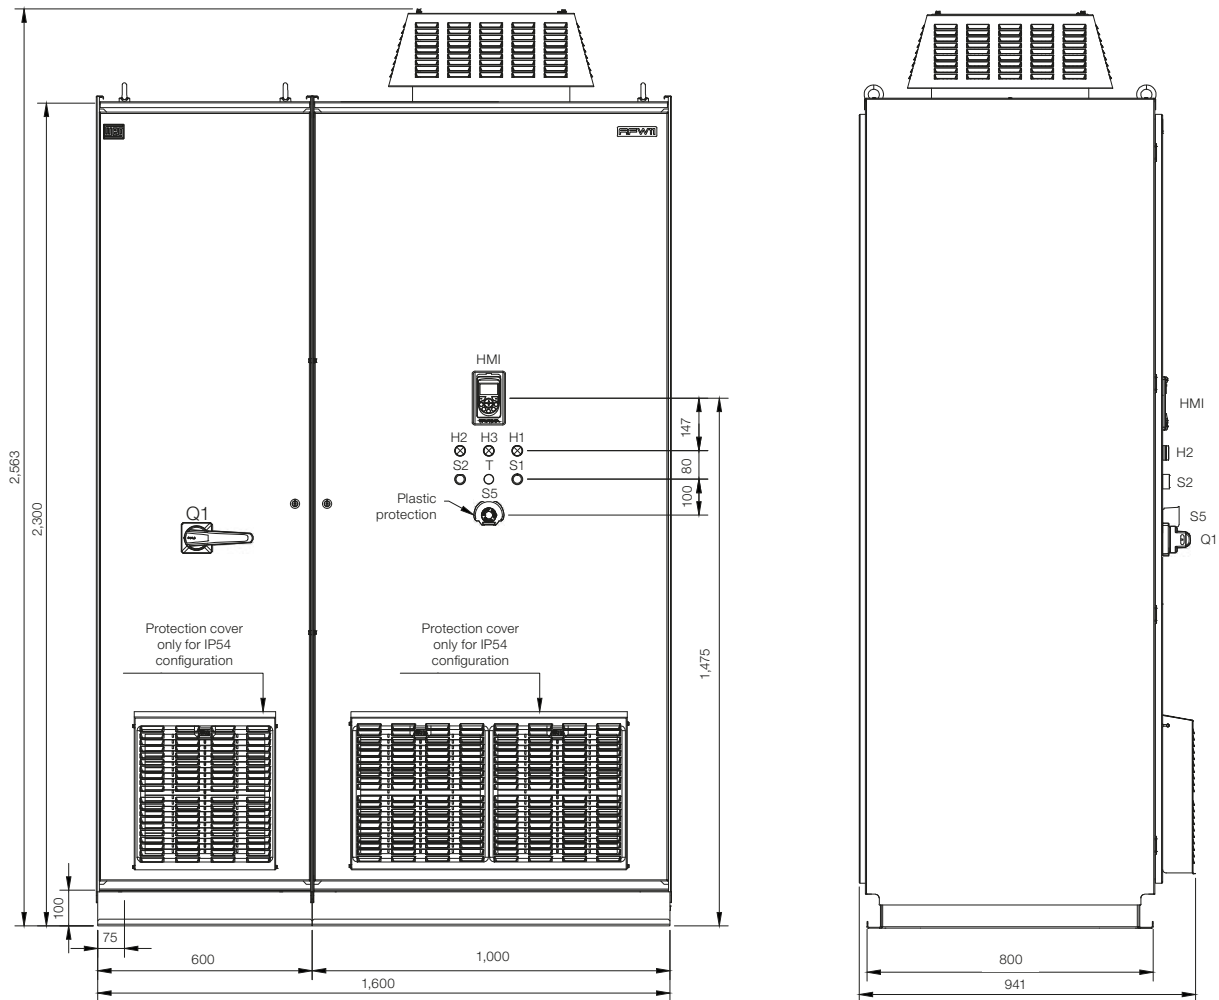 AFW11
HMI
HMI
147
H2 H3 H1
H2
80
S2 T S1
S2
2,563
100
S5
Plastic
protection
S5
2,300
Q1
Q1
Protection cover
only for IP54
configuration
Protection cover
only for IP54
configuration
1,475
100
75
600
1,000
800
1,600
941